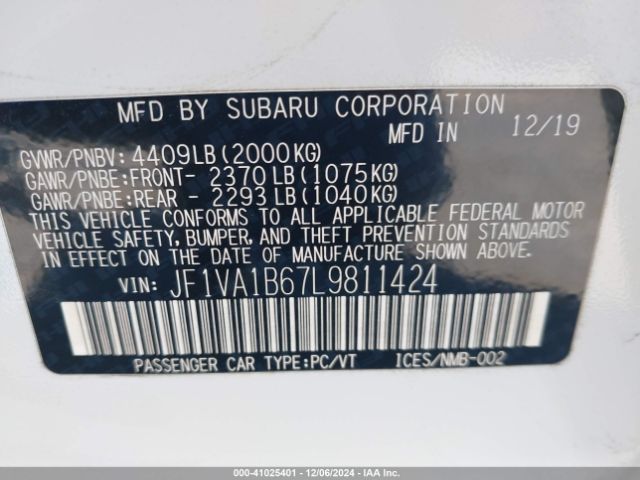 MFD BY SUBARU CORPORATION
MFD IN 12/19
GVWR/PNBV: 4409LB(2000KG)
GAWR/PNBE:FRONT- 2370LB(1075KG)
GAWR/PNBE:REAR - 2293LB(1040KG)
THIS VEHICLE CONFORMS TO ALL APPLICABLE FEDERAL MOTOR
VEHICLE SAFETY, BUMPER, AND THEFT PREVENTION STANDARDS
IN EFFECT ON THE DATE OF MANUFACTURE SHOWN ABOVE.
VIN: JF1VA1B67L9811424
PASSENGER CAR TYPE:PC/VT ICES/NMB-002
000-41025401 - 12/06/2024 - IAAI.com